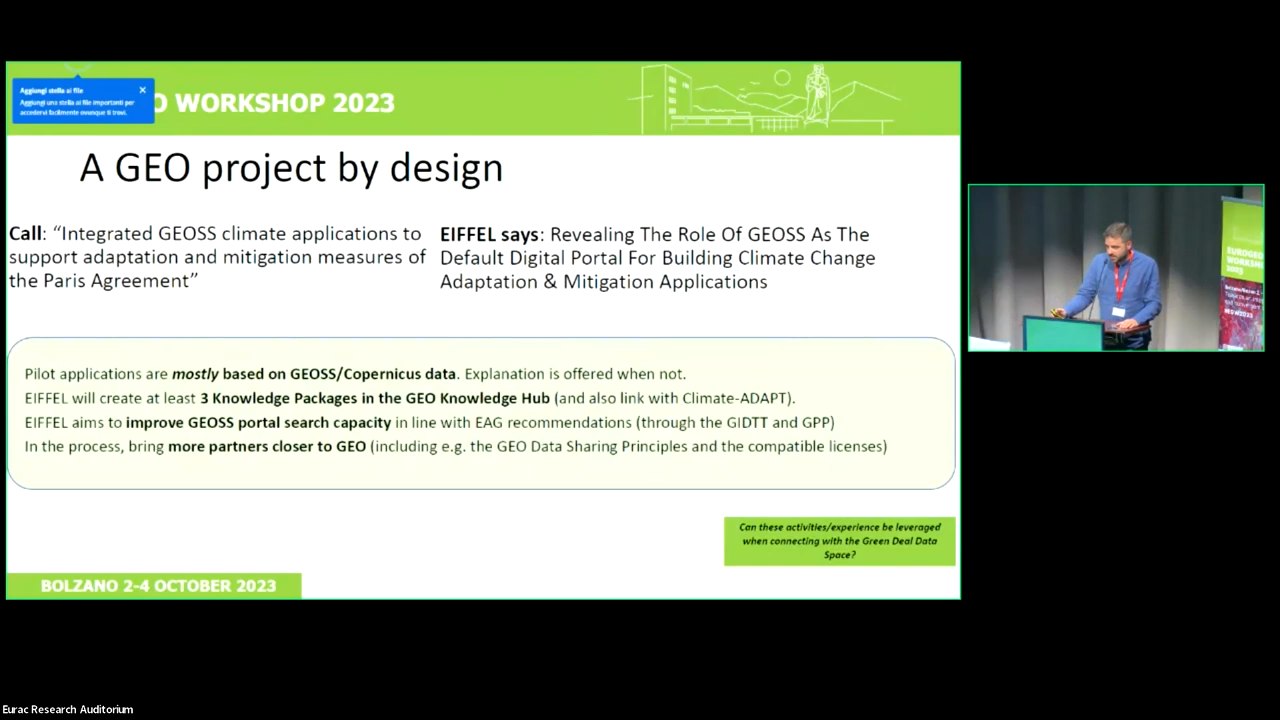 Aggiungi stella ai file
Aggiungi una stella ai file importanti per
accedervi facilmente ovunque ti trovi.
O WORKSHOP 2023
A GEO project by design
Call: “Integrated GEOSS climate applications to
support adaptation and mitigation measures of
the Paris Agreement”
EIFFEL says: Revealing The Role Of GEOSS As The
Default Digital Portal For Building Climate Change
Adaptation & Mitigation Applications
Pilot applications are mostly based on GEOSS/Copernicus data. Explanation is offered when not.
EIFFEL will create at least 3 Knowledge Packages in the GEO Knowledge Hub (and also link with Climate-ADAPT).
EIFFEL aims to improve GEOSS portal search capacity in line with EAG recommendations (through the GIDTT and GPP)
In the process, bring more partners closer to GEO (including e.g. the GEO Data Sharing Principles and the compatible licenses)
Can these activities/experience be leveraged
when connecting with the Green Deal Data
Space?
BOLZANO 2-4 OCTOBER 2023
EUROGEO
WORKSH
2023
Eurac Research Auditorium